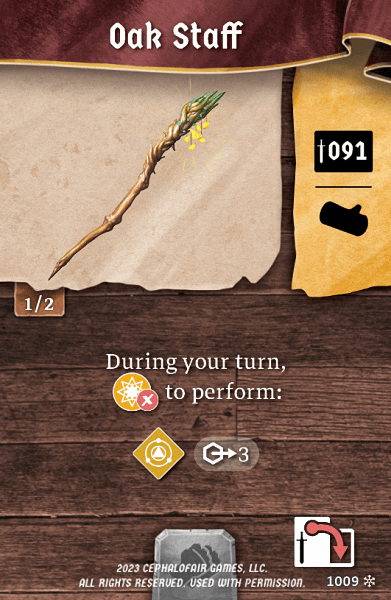 Oak Staff
091
1/2
During your turn,
to perform:
3
2023 CEPHALOFAIR GAMES, LLC.
ALL RIGHTS RESERVED. USED WITH PERMISSION.
1009